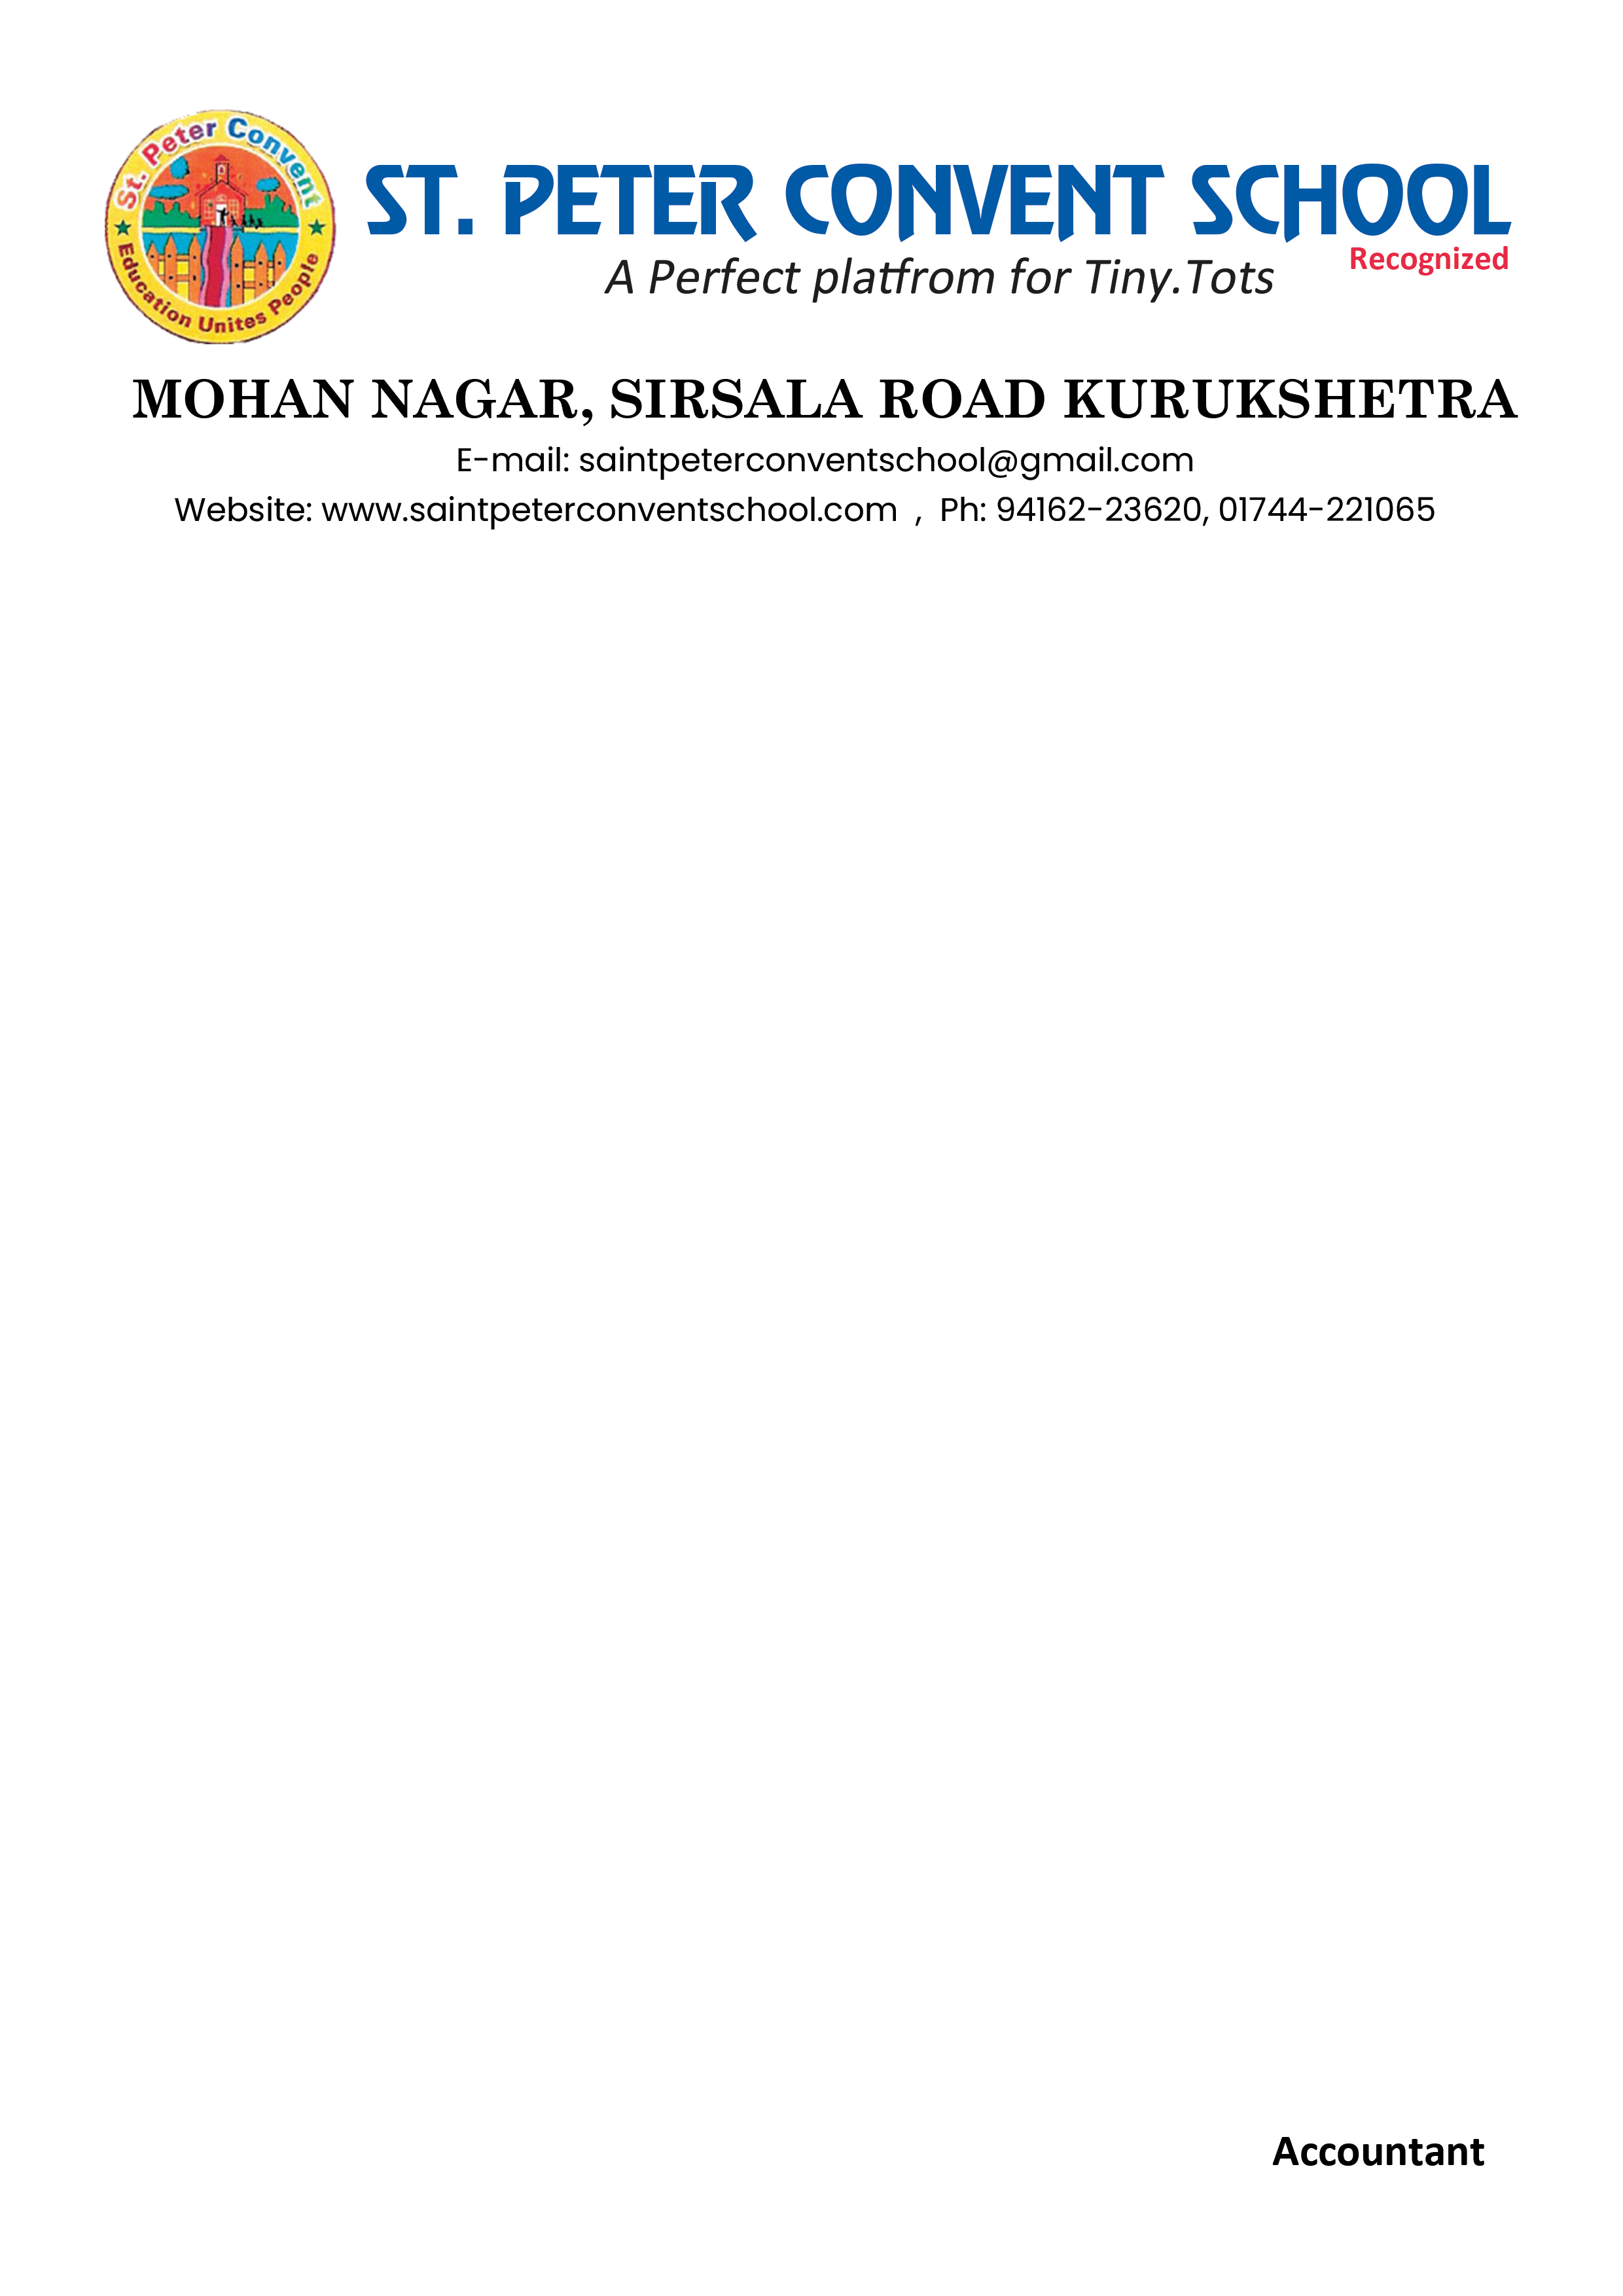 St. Peter Convent
Education Unites People
ST. PETER CONVENT SCHOOL
Recognized
A Perfect platfrom for Tiny.Tots
MOHAN NAGAR, SIRSALA ROAD KURUKSHETRA
E-mail: saintpeterconventschool@gmail.com
Website: www.saintpeterconventschool.com , Ph: 94162-23620, 01744-221065
Accountant